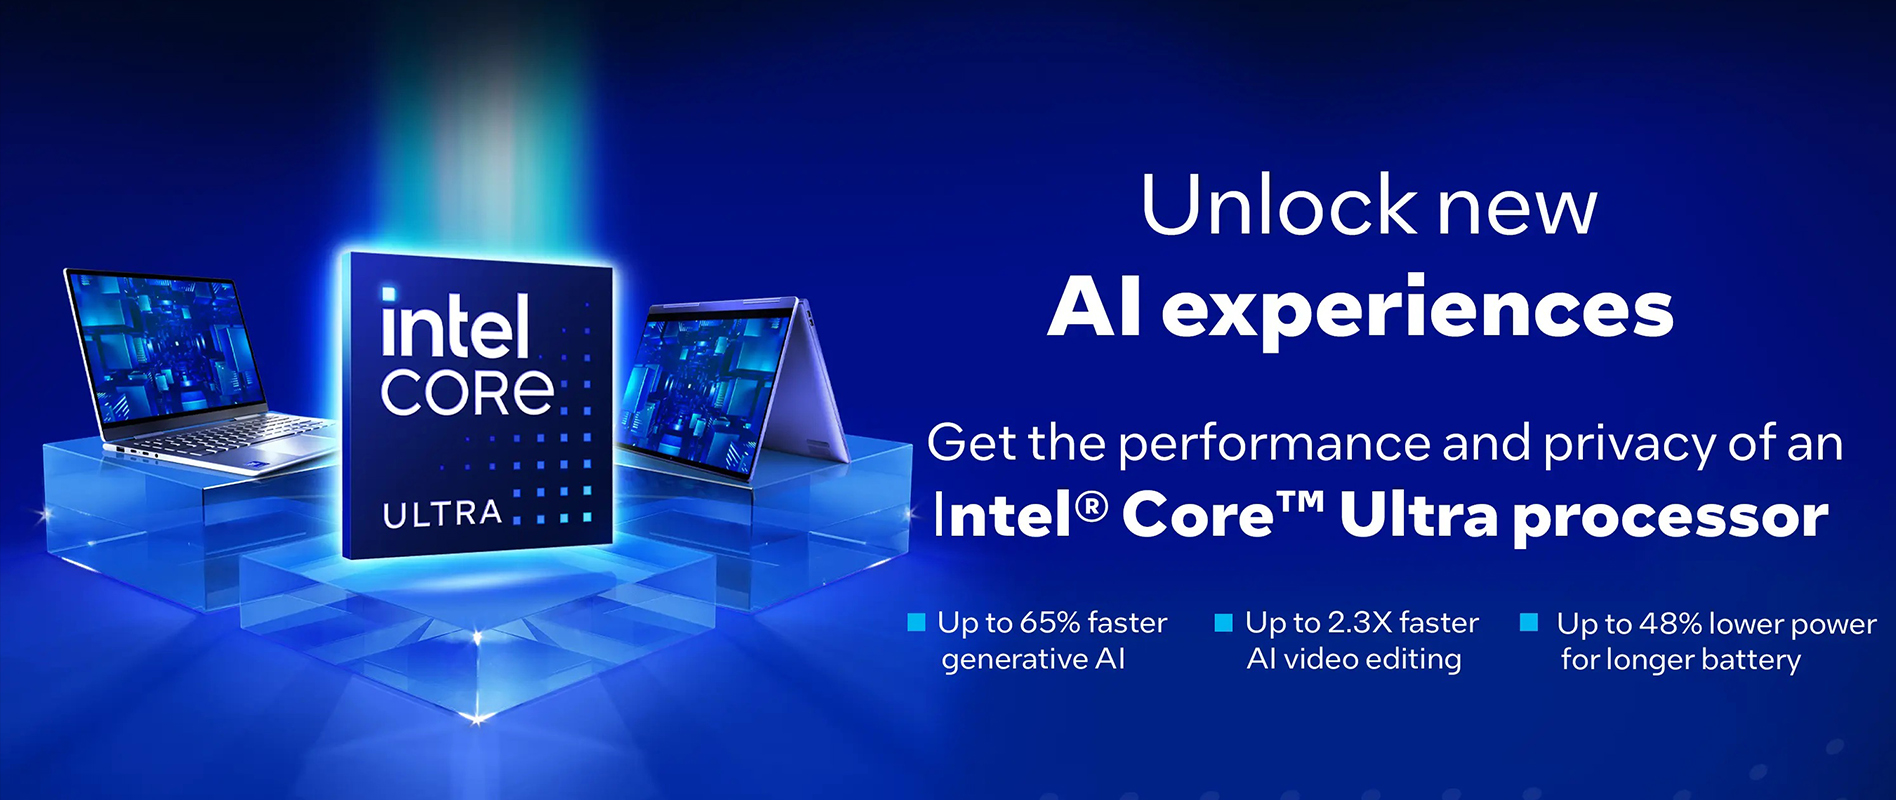 intel
CORE
ULTRA
Unlock new
AI experiences
Get the performance and privacy of an
Intel® Core™ Ultra processor
Up to 65% faster
generative AI
Up to 2.3X faster
AI video editing
Up to 48% lower power
for longer battery